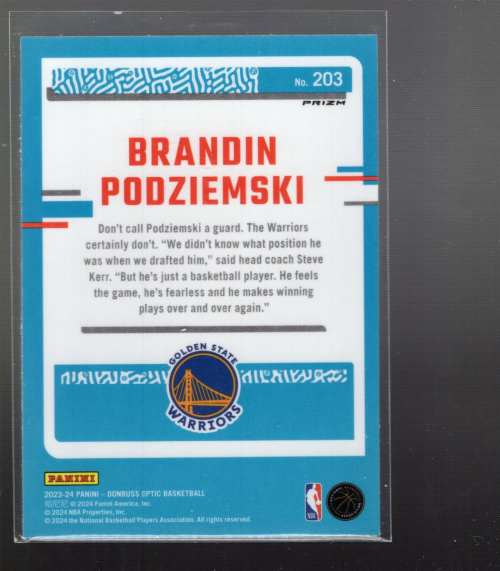 No. 203
PRIZM
BRANDIN
PODZIEMSKI
Don't call Podziemski a guard. The Warriors
certainly don't. “We didn't know what position he
was when we drafted him,” said head coach Steve
Kerr. “But he's just a basketball player. He feels
the game, he's fearless and he makes winning
plays over and over again.”
GOLDEN STATE
WARRIORS
PANINI
2023-24 PANINI – DONRUSS OPTIC BASKETBALL
帕尼尼 © 2024 Panini America, Inc.
© 2024 NBA Properties, Inc.
© 2024 the National Basketball Players Association. All rights reserved.